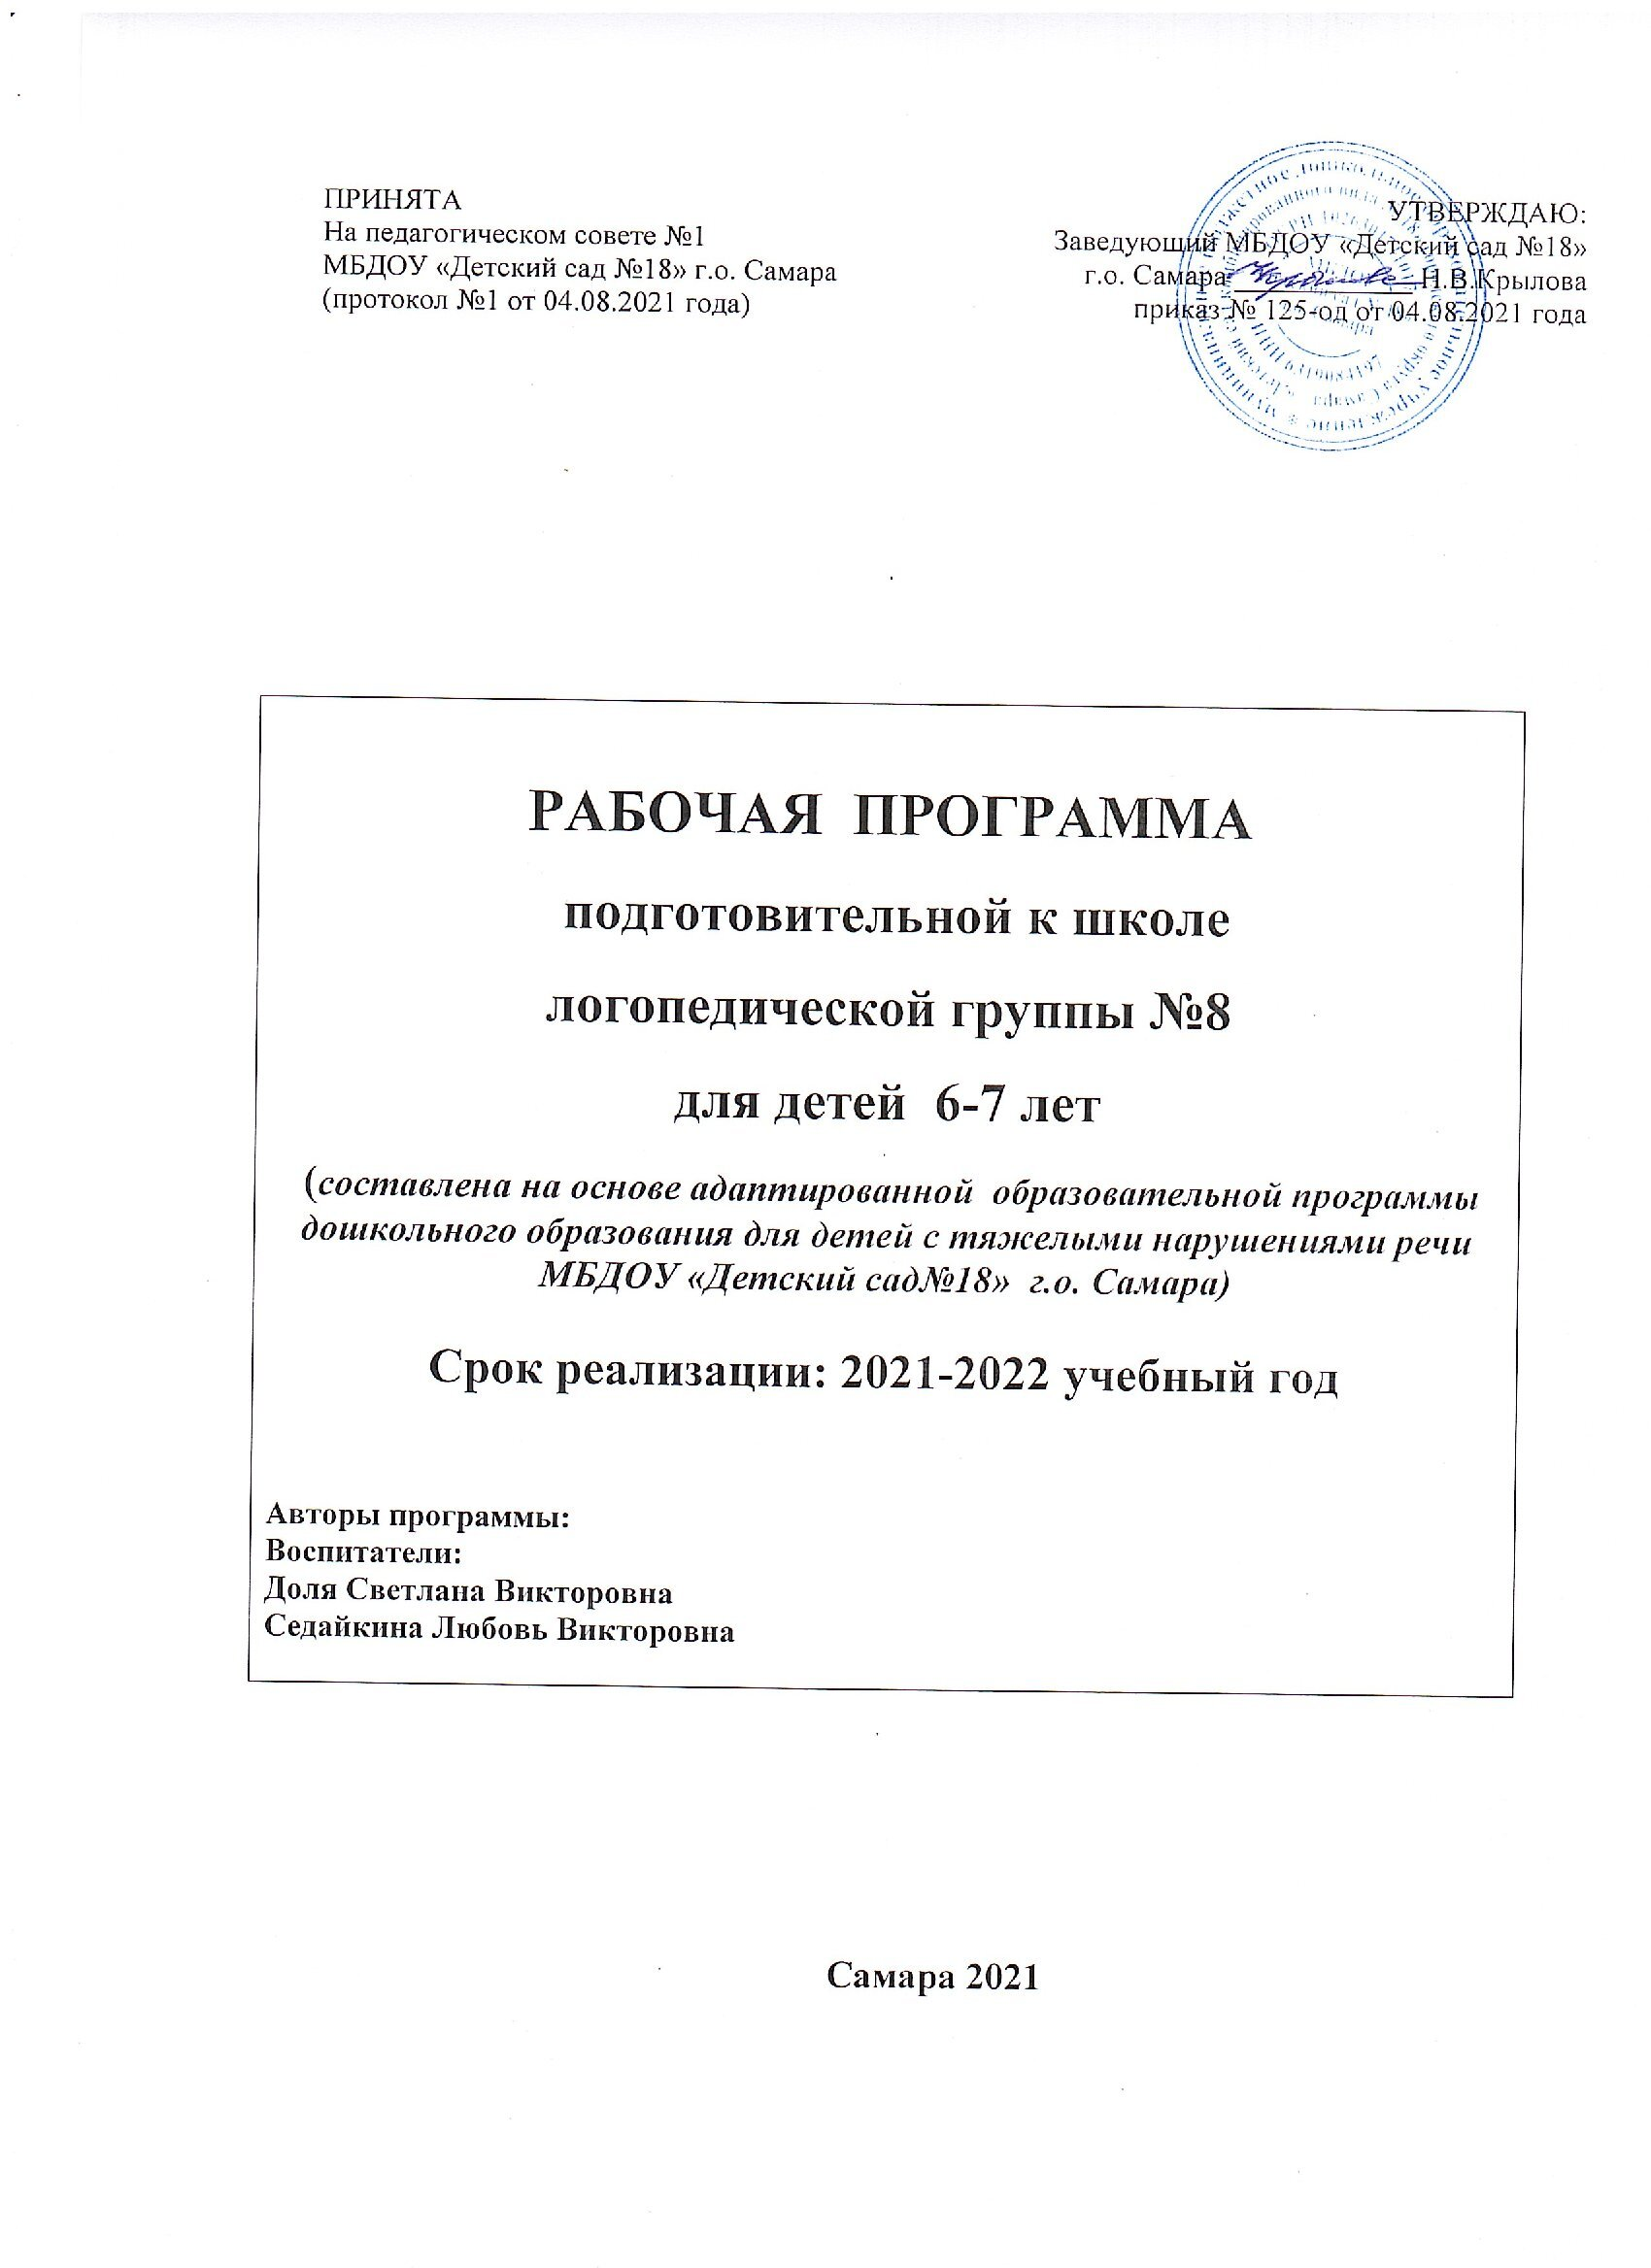 ПРИНЯТА
На педагогическом совете №1
МБДОУ «Детский сад №18» г.о. Самара
(протокол №1 от 04.08.2021 года)
УТВЕРЖДАЮ:
Заведующий МБДОУ «Детский сад №18»
г.о. Самара ____________ Н.В.Крылова
приказ № 125-од от 04.08.2021 года
ИНН 6319084197
РАБОЧАЯ ПРОГРАММА
подготовительной к школе
логопедической группы №8
для детей 6-7 лет
(составлена на основе адаптированной образовательной программы
дошкольного образования для детей с тяжелыми нарушениями речи
МБДОУ «Детский сад№18» г.о. Самара)
Срок реализации: 2021-2022 учебный год
Авторы программы:
Воспитатели:
Доля Светлана Викторовна
Седайкина Любовь Викторовна
Самара 2021